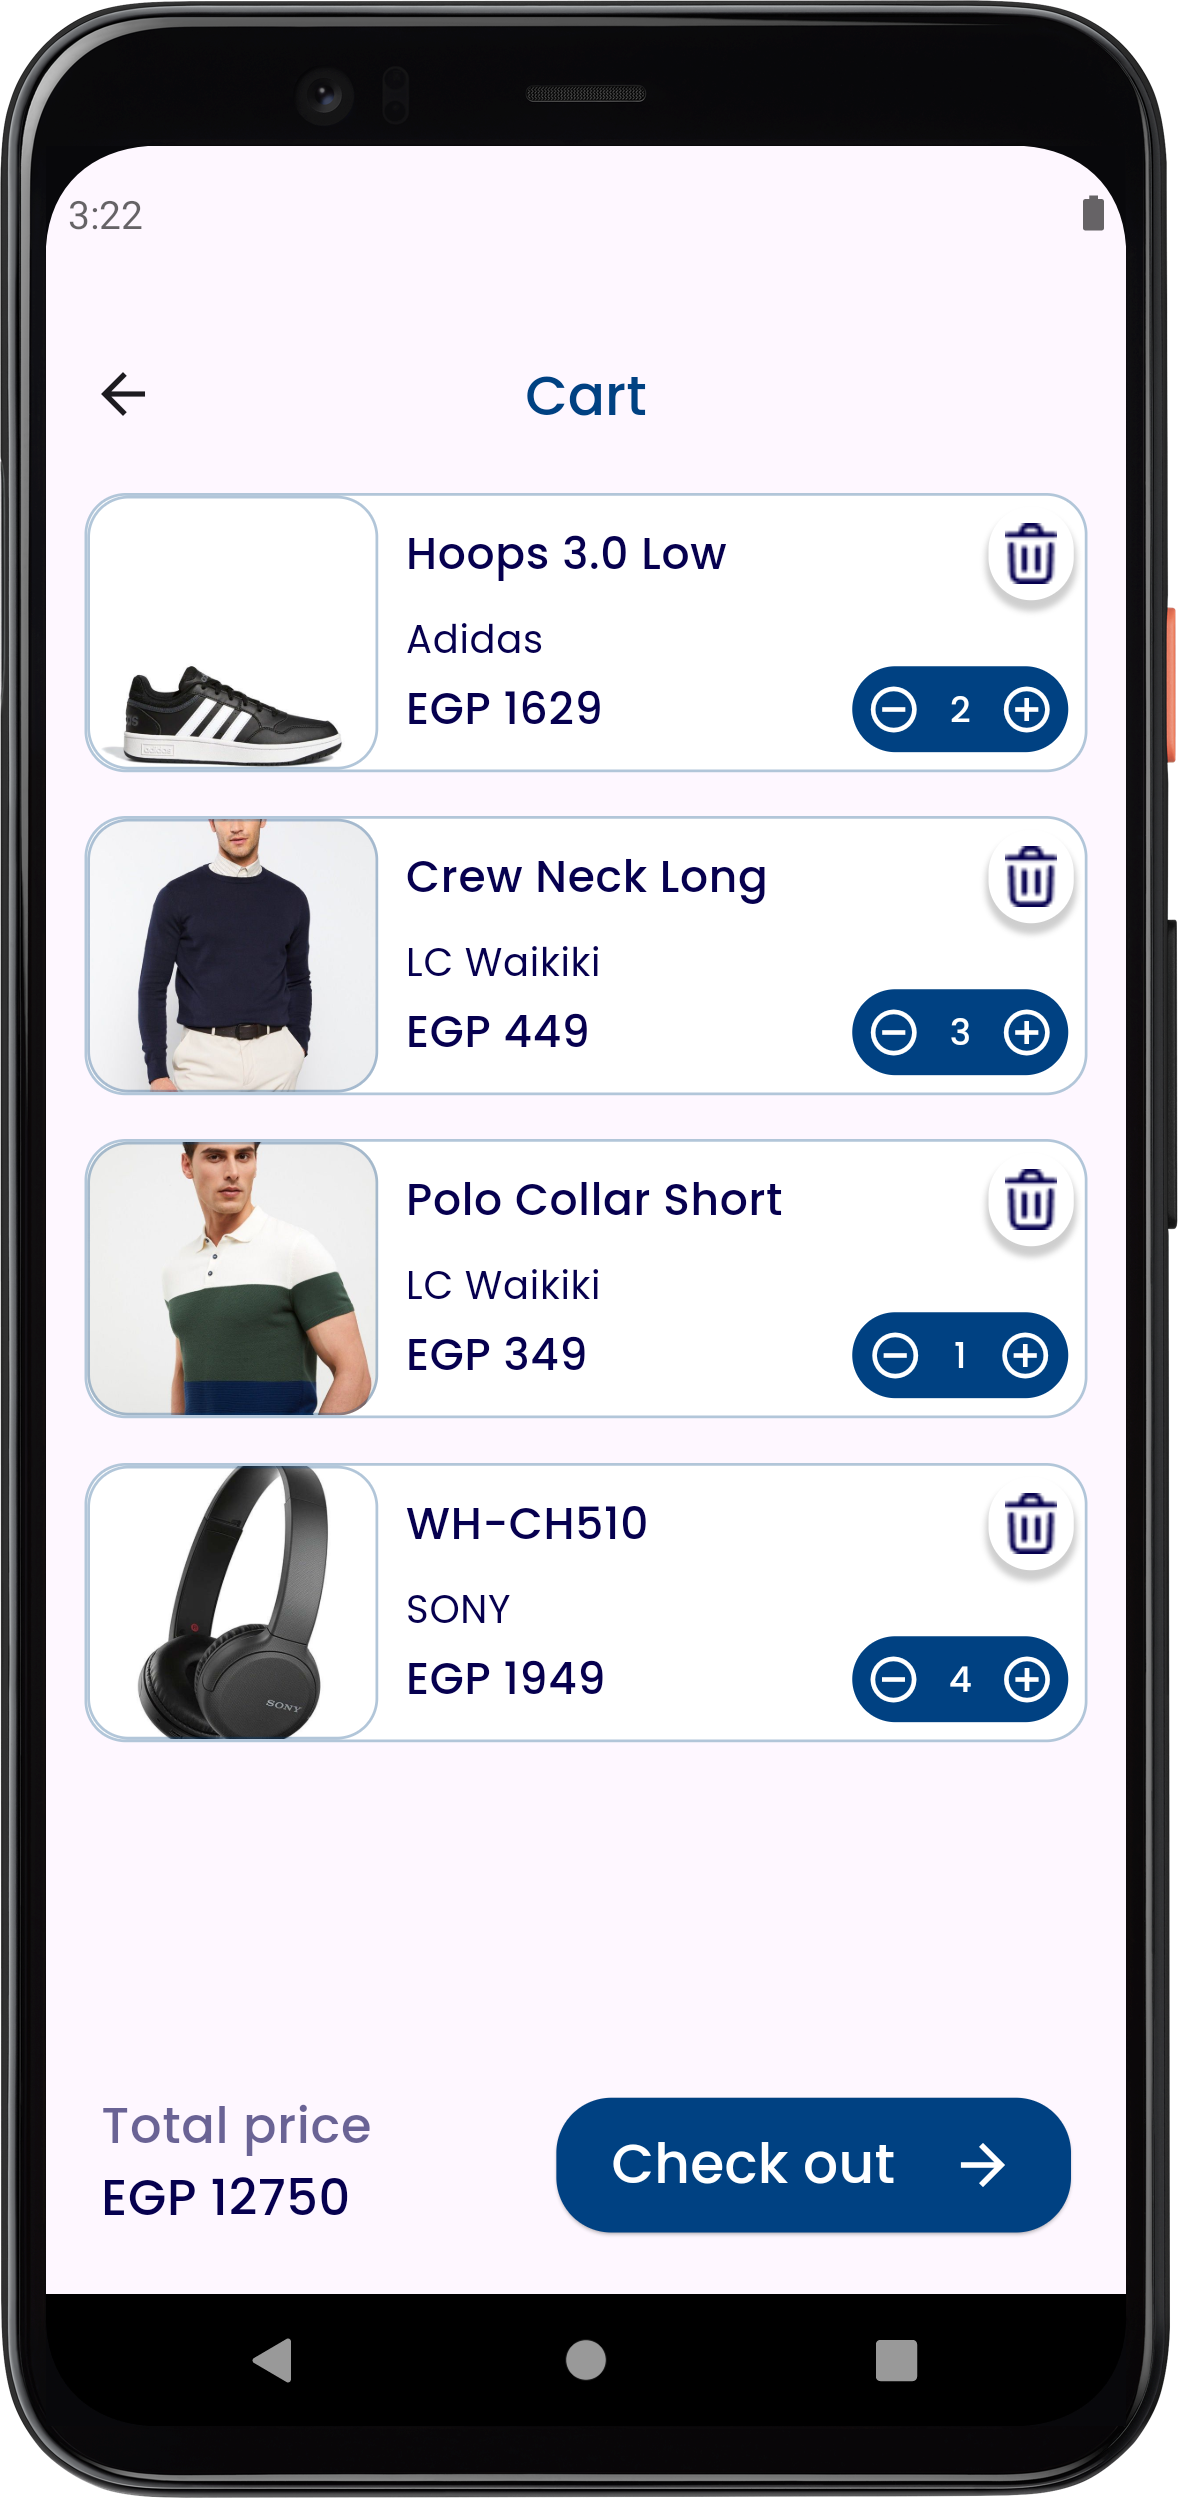 3:22
Cart
Hoops 3.0 Low
Adidas
EGP 1629
2
Crew Neck Long
LC Waikiki
EGP 449
3
Polo Collar Short
LC Waikiki
EGP 349
1
WH-CH510
SONY
EGP 1949
4
SONY
Total price
EGP 12750
Check out